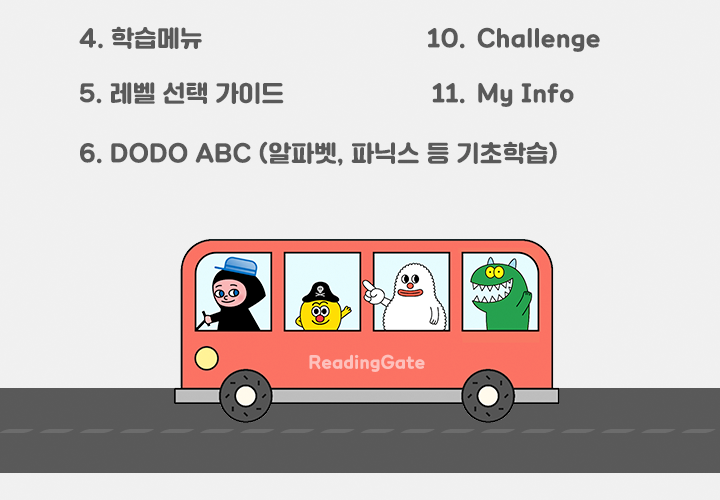 4. 학습메뉴
10. Challenge
5. 레벨 선택 가이드
11. My Info
6. DODO ABC (알파벳, 파닉스 등 기초학습)
ReadingGate